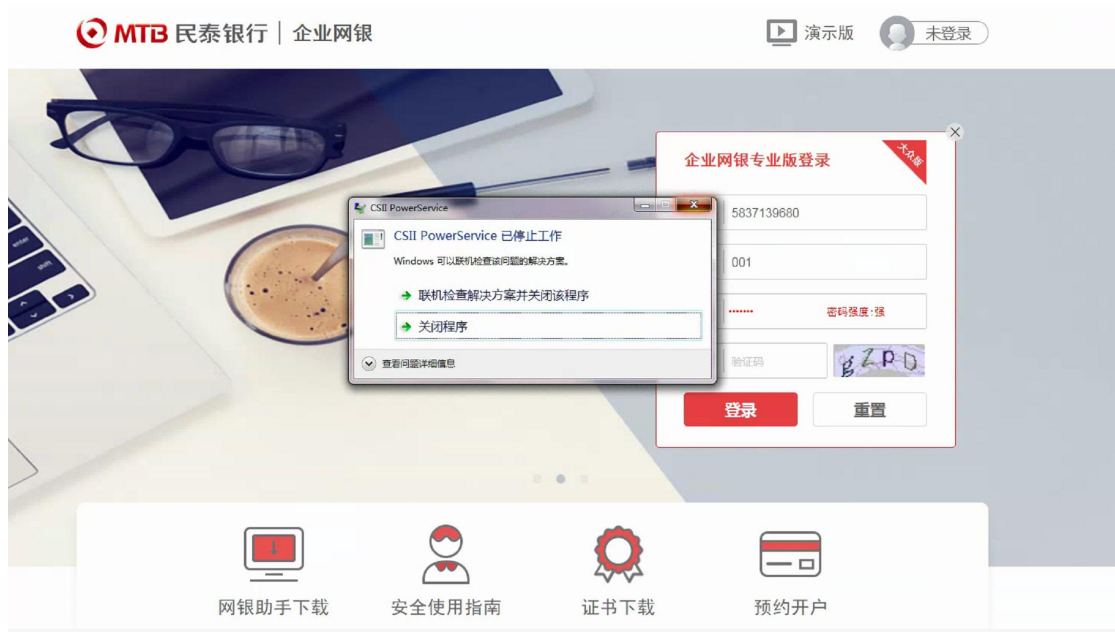 MTB 民泰银行 企业网银
演示版
未登录
企业网银专业版登录
大众版
5837139680
001
密码强度:强
验证码
gZPD
登录
重置
CSII PowerService
CSII PowerService 已停止工作
Windows 可以联机检查该问题的解决方案。
联机检查解决方案并关闭该程序
关闭程序
查看问题详细信息
enter
shift
网银助手下载
安全使用指南
证书下载
预约开户